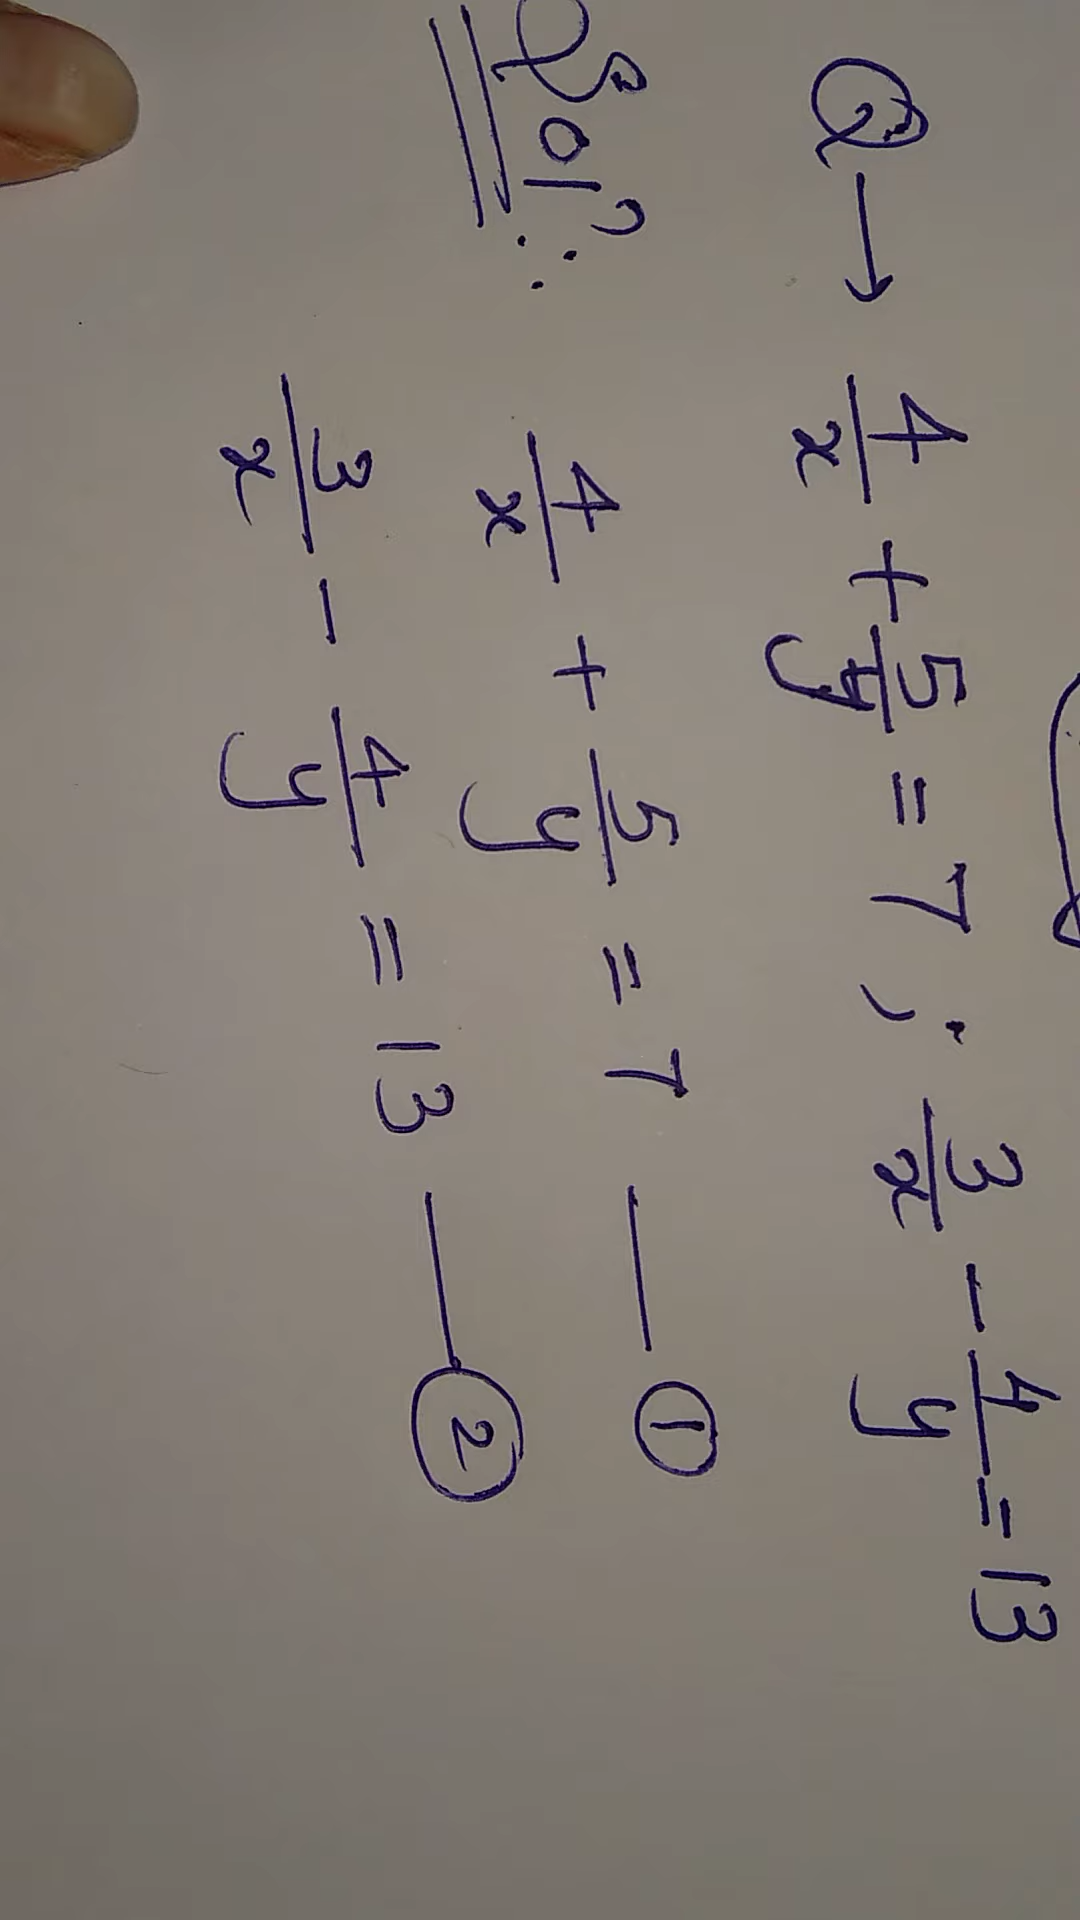 Q → 4/x + 5/y = 7 ; 3/x - 4/y = 13
Sol?:
4/x + 5/y = 7 — ①
3/x - 4/y = 13 — ②